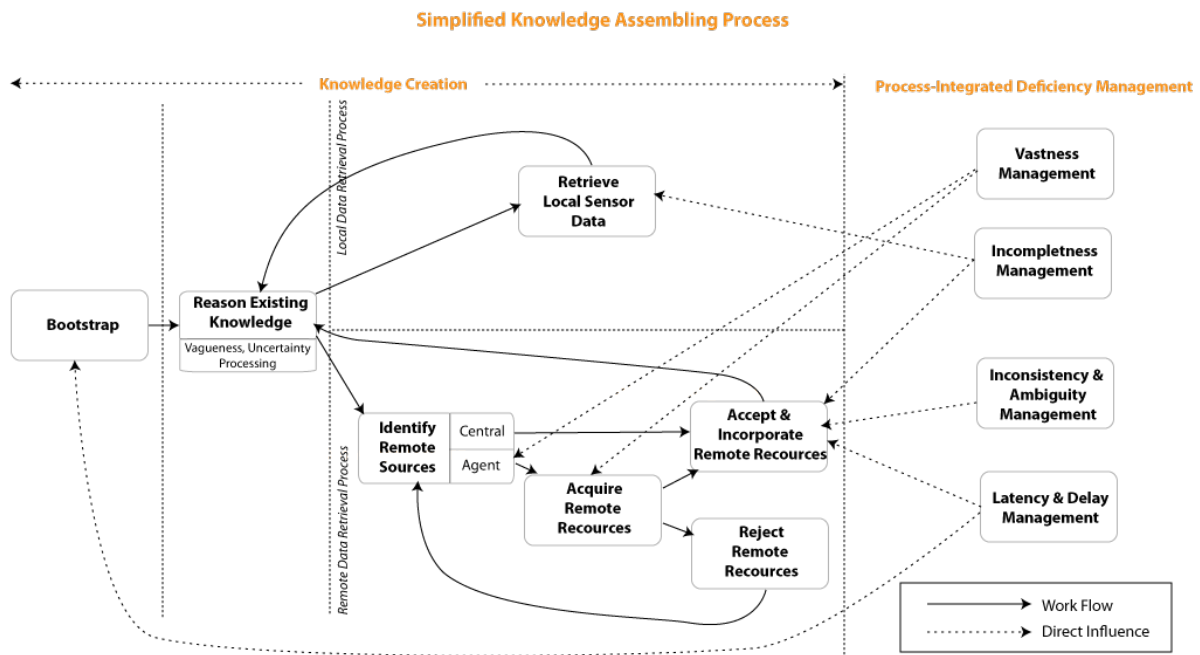 Simplified Knowledge Assembling Process
Knowledge Creation
Process-Integrated Deficiency Management
Local Data Retrieval Process
Remote Data Retrieval Process
Bootstrap
Reason Existing
Knowledge
Vagueness, Uncertainty
Processing
Retrieve
Local Sensor
Data
Identify
Remote
Sources
Central
Agent
Acquire
Remote
Recources
Accept &
Incorporate
Remote Recources
Reject
Remote
Recources
Vastness
Management
Incompletness
Management
Inconsistency &
Ambiguity
Management
Latency & Delay
Management
Work Flow
Direct Influence